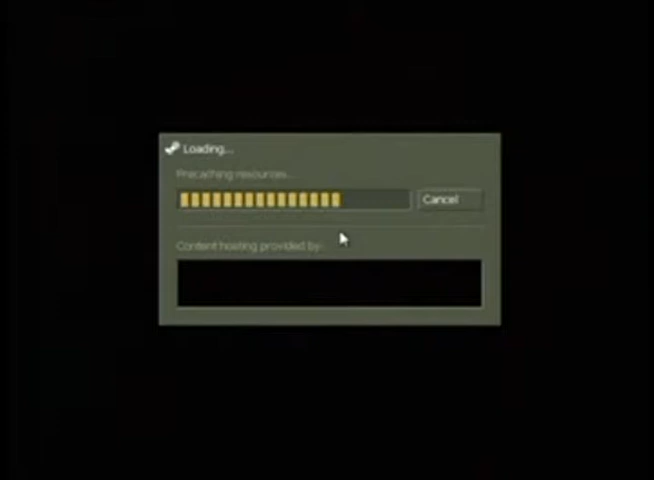 Loading...
Precaching resources...
Cancel
Content hosting provided by: